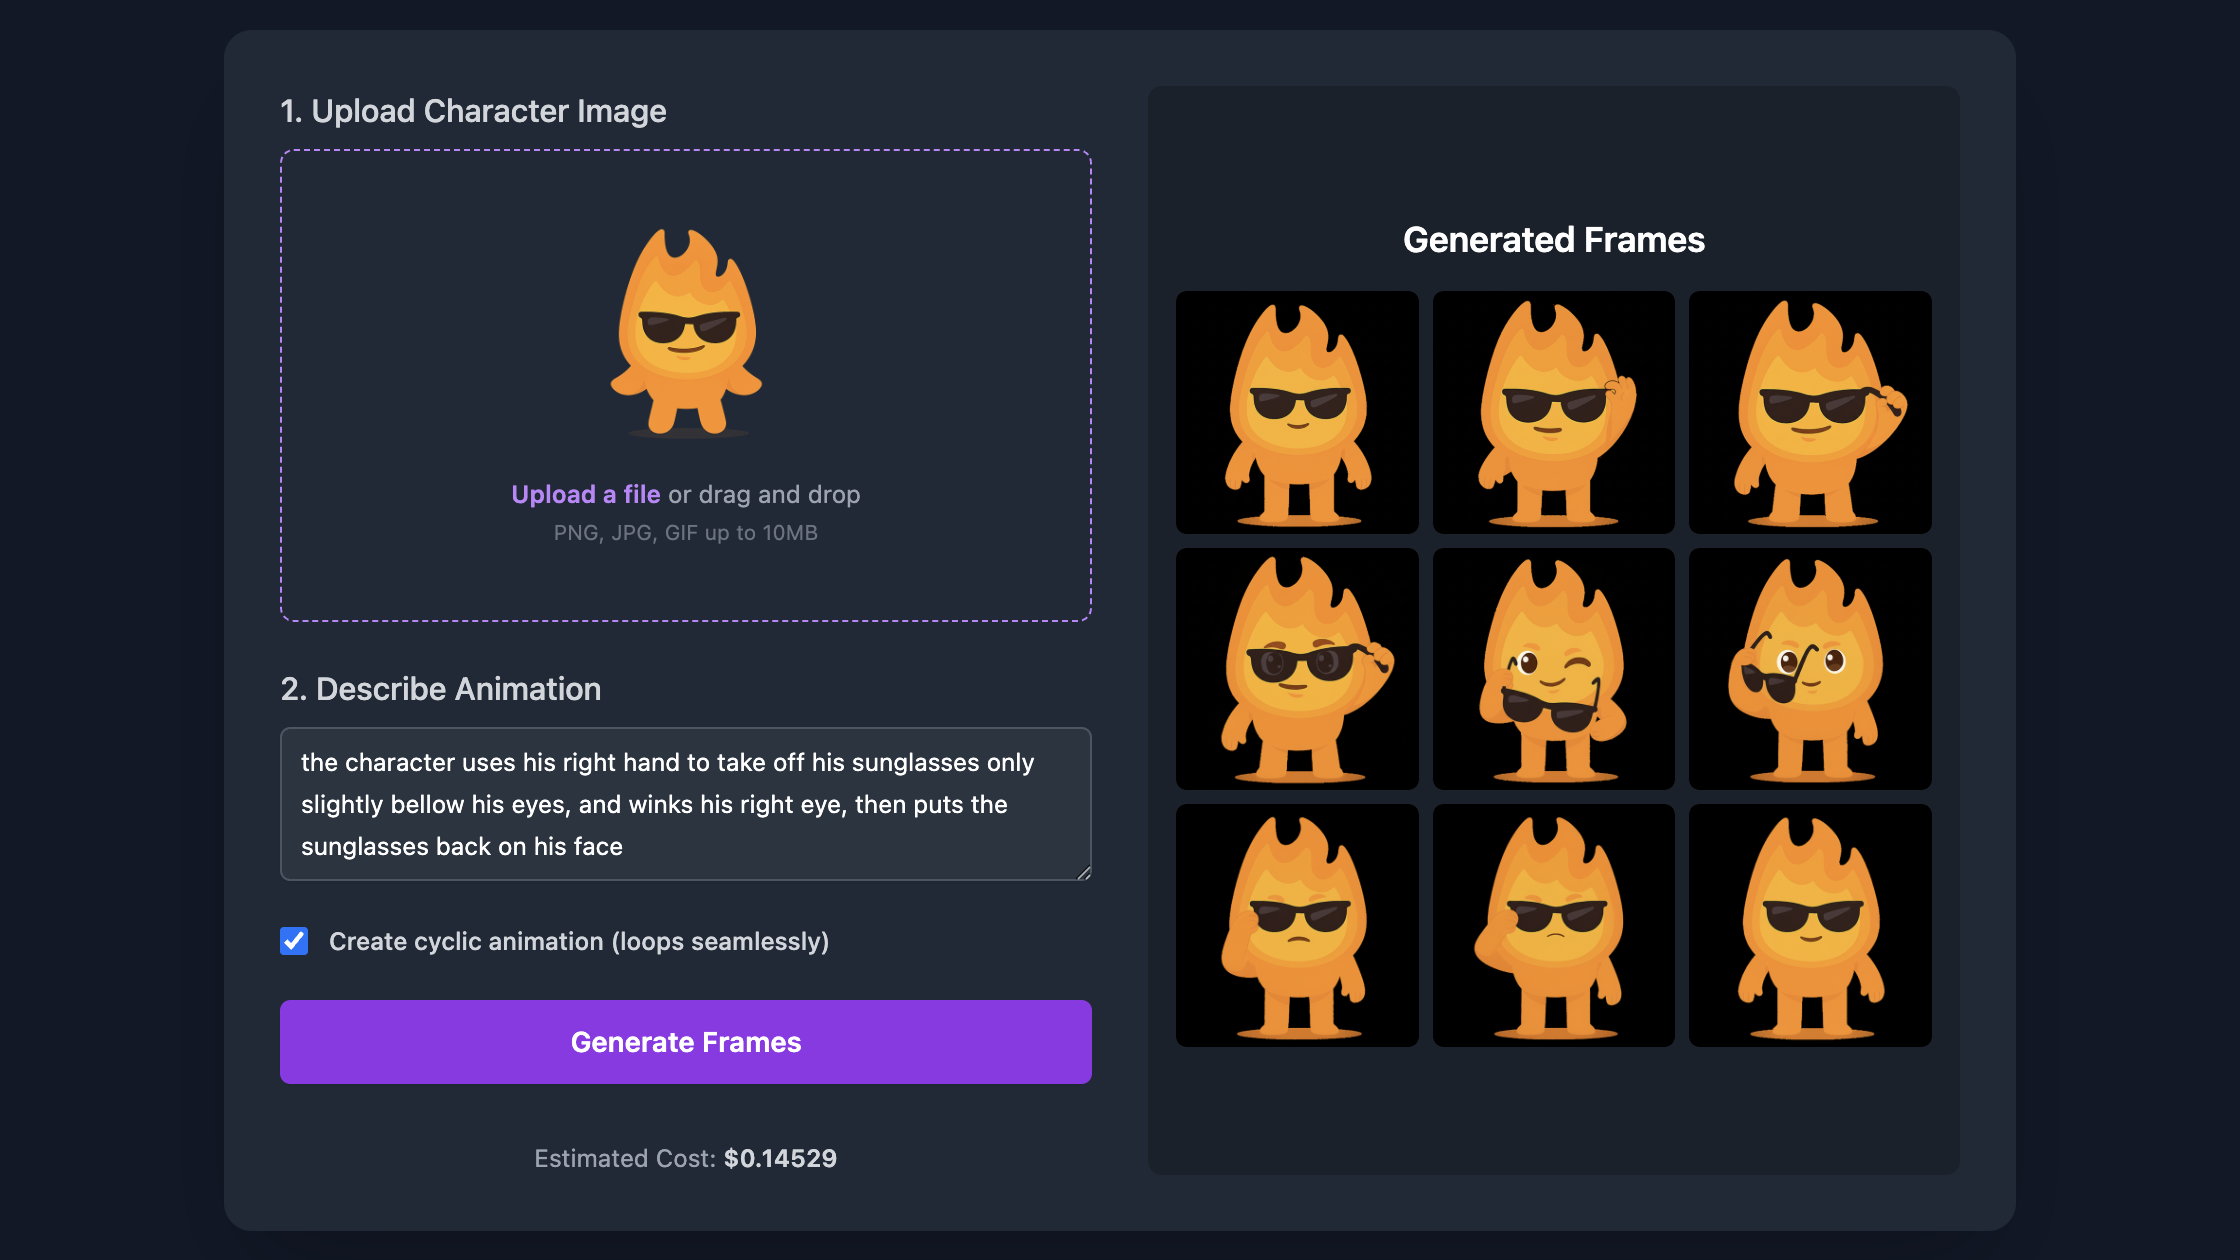 1. Upload Character Image
Upload a file or drag and drop
PNG, JPG, GIF up to 10MB
2. Describe Animation
the character uses his right hand to take off his sunglasses only
slightly bellow his eyes, and winks his right eye, then puts the
sunglasses back on his face
Create cyclic animation (loops seamlessly)
Generate Frames
Estimated Cost: $0.14529
Generated Frames